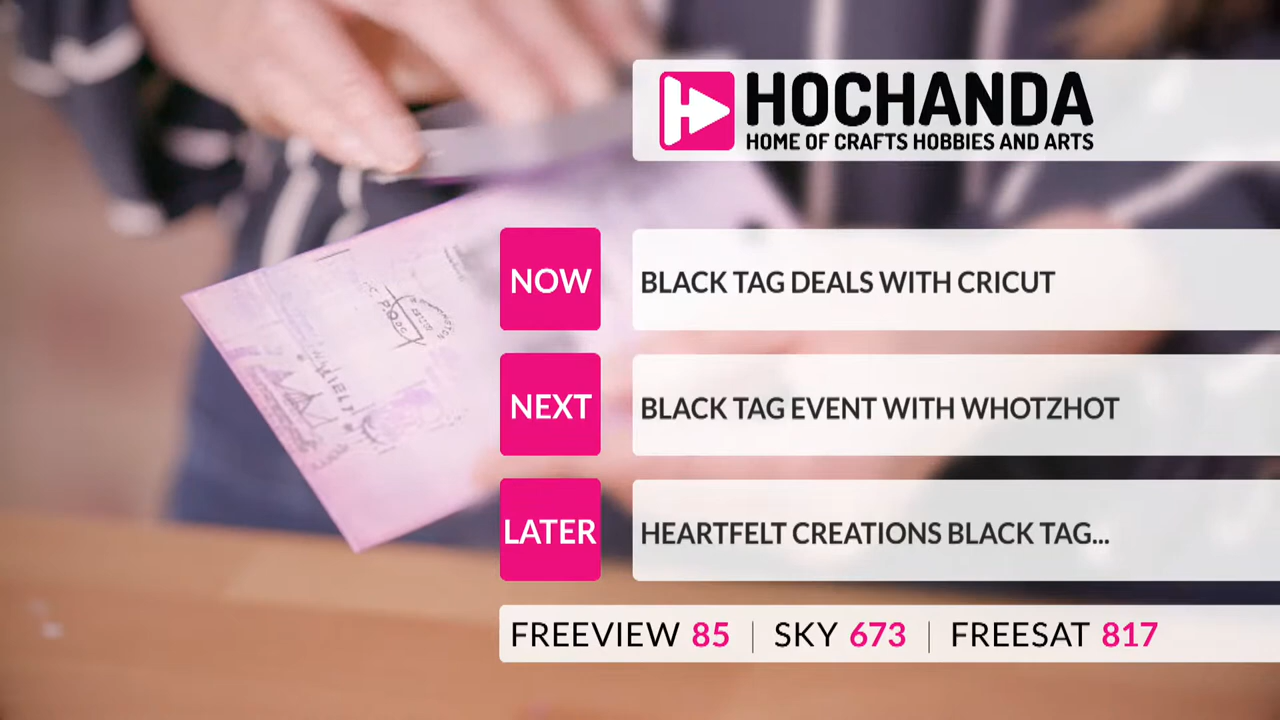 HOCHANDA
HOME OF CRAFTS HOBBIES AND ARTS
NOW BLACK TAG DEALS WITH CRICUT
NEXT BLACK TAG EVENT WITH WHOTZHOT
LATER HEARTFELT CREATIONS BLACK TAG...
FREEVIEW 85 | SKY 673 | FREESAT 817